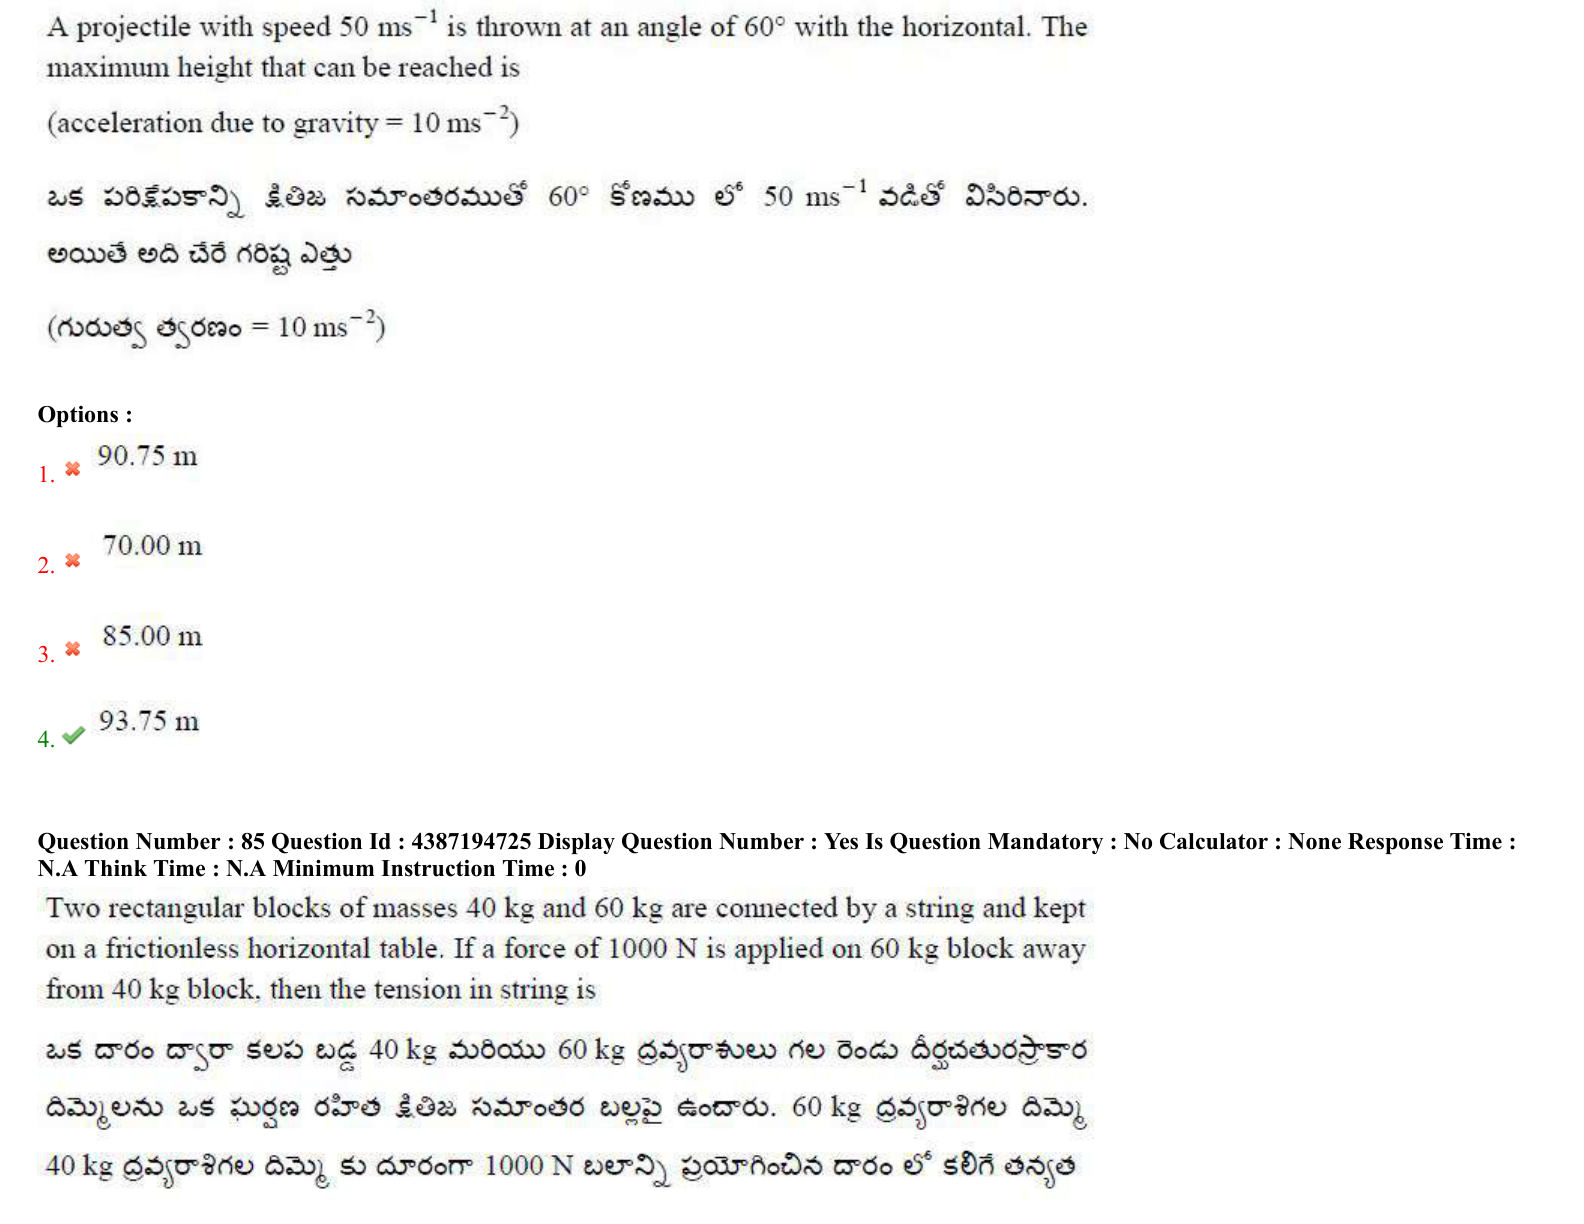 A projectile with speed 50 ms⁻¹ is thrown at an angle of 60° with the horizontal. The
maximum height that can be reached is
(acceleration due to gravity = 10 ms⁻²)
ఒక పరిక్షేపకాన్ని క్షితిజ సమాంతరముతో 60° కోణము లో 50 ms⁻¹ వడితో విసిరినారు.
అయితే అది చేరే గరిష్ట ఎత్తు
(గురుత్వ త్వరణం = 10 ms⁻²)
Options :
1. 90.75 m
2. 70.00 m
3. 85.00 m
4. 93.75 m
Question Number : 85 Question Id : 4387194725 Display Question Number : Yes Is Question Mandatory : No Calculator : None Response Time :
N.A Think Time : N.A Minimum Instruction Time : 0
Two rectangular blocks of masses 40 kg and 60 kg are connected by a string and kept
on a frictionless horizontal table. If a force of 1000 N is applied on 60 kg block away
from 40 kg block, then the tension in string is
ఒక దారం ద్వారా కలప బడ్డ 40 kg మరియు 60 kg ద్రవ్యరాశులు గల రెండు దీర్ఘచతురస్రాకార
దిమ్మెలను ఒక ఘర్షణ రహిత క్షితిజ సమాంతర బల్లపై ఉంచారు. 60 kg ద్రవ్యరాశిగల దిమ్మె
40 kg ద్రవ్యరాశిగల దిమ్మె కు దూరంగా 1000 N బలాన్ని ప్రయోగించిన దారం లో కలిగే తన్యత